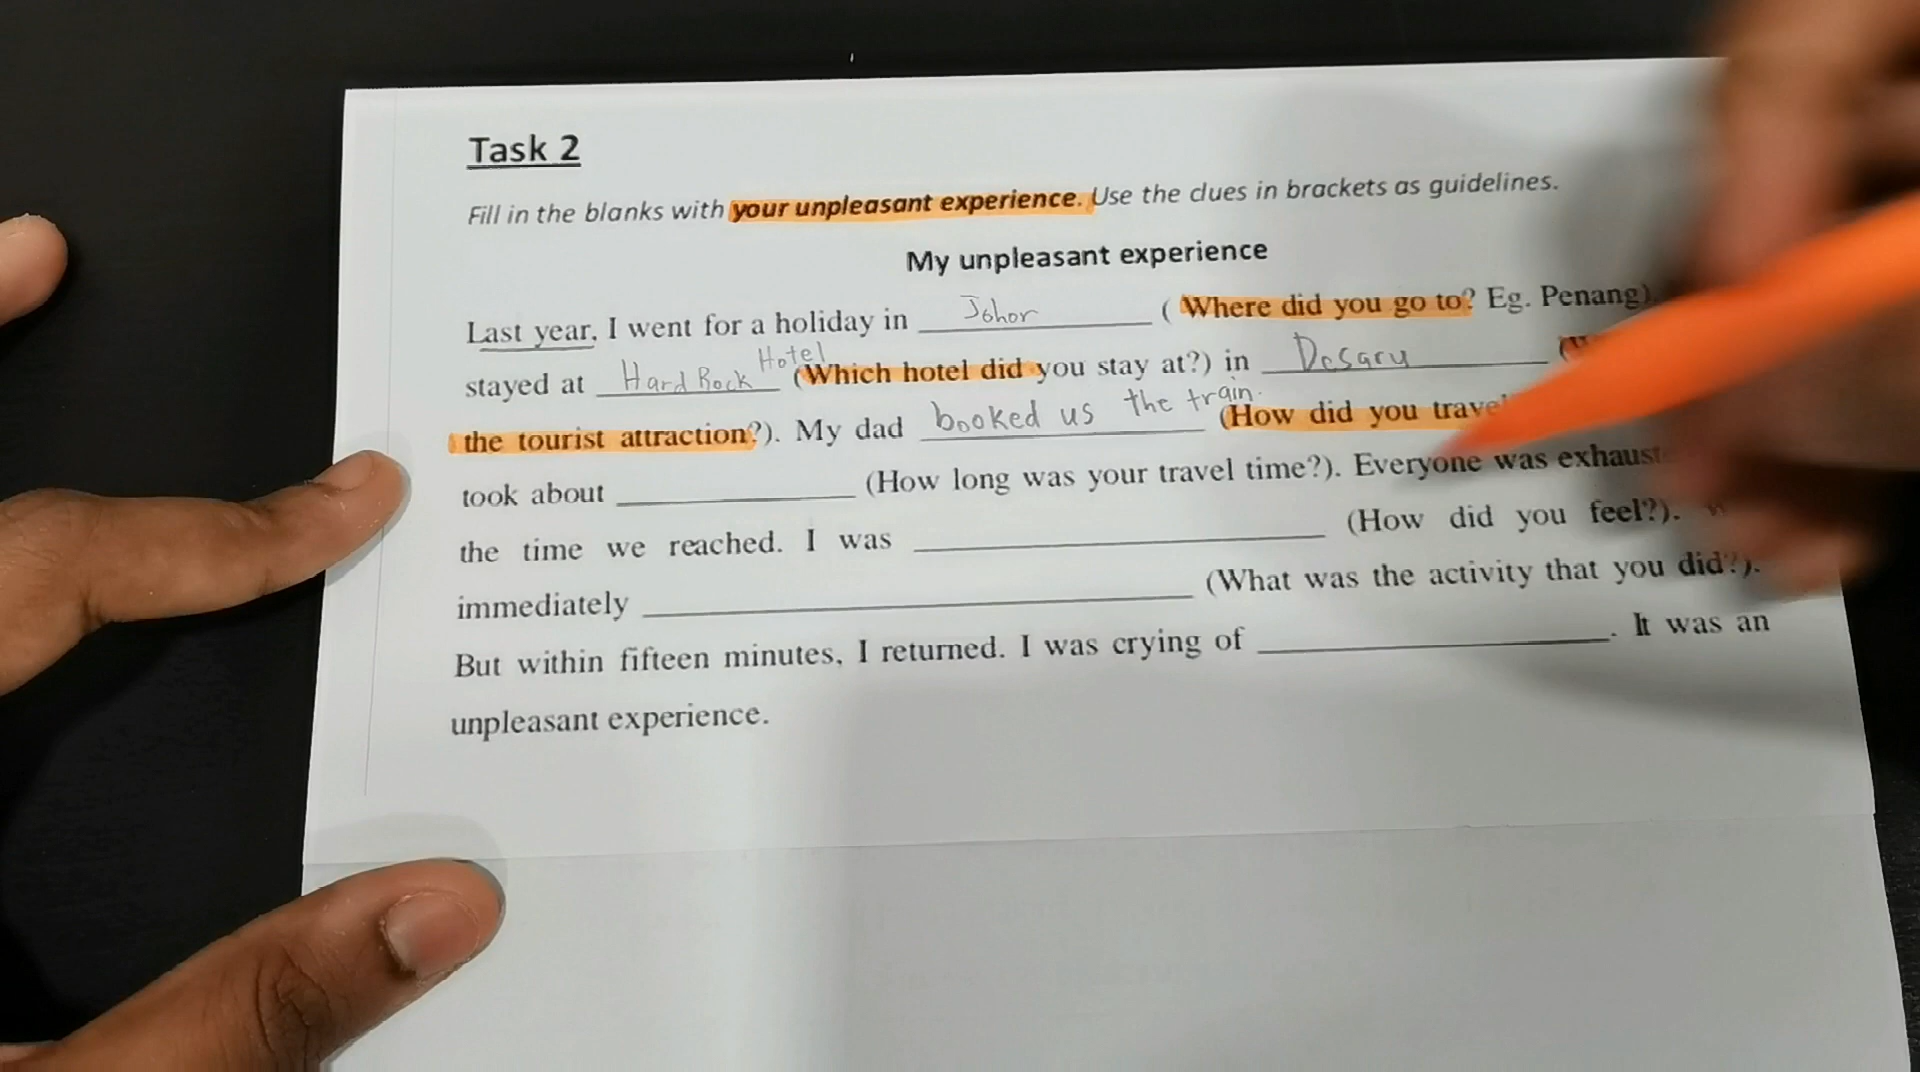 Task 2
Fill in the blanks with your unpleasant experience. Use the clues in brackets as guidelines.
My unpleasant experience
Last year, I went for a holiday in Johor ( Where did you go to? Eg. Penang)
stayed at Hard Rock Hotel (Which hotel did you stay at?) in Desaru
the tourist attraction?). My dad booked us the train. (How did you
took about ____ (How long was your travel time?). Everyone was
the time we reached. I was ____ (How did you feel?).
immediately ____ (What was the activity that you did?).
But within fifteen minutes, I returned. I was crying of ____. It was an
unpleasant experience.